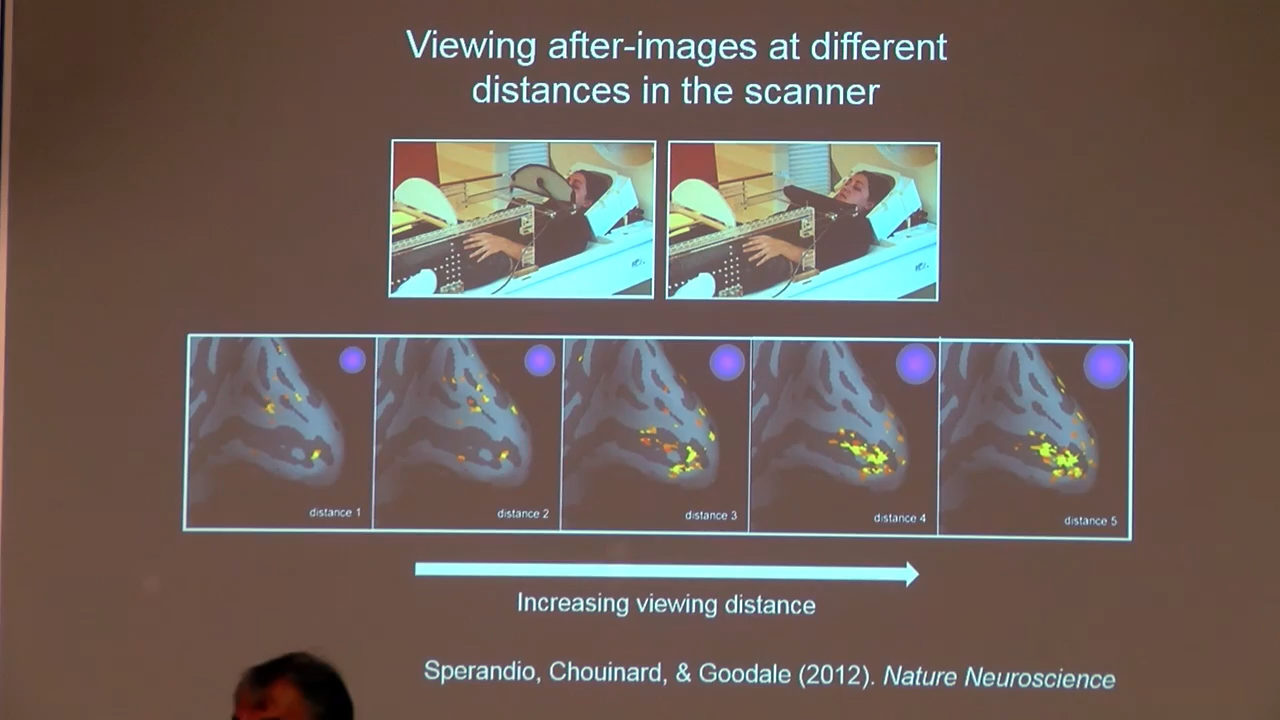 Viewing after-images at different
distances in the scanner
distance 1
distance 2
distance 3
distance 4
distance 5
Increasing viewing distance
Sperandio, Chouinard, & Goodale (2012). Nature Neuroscience